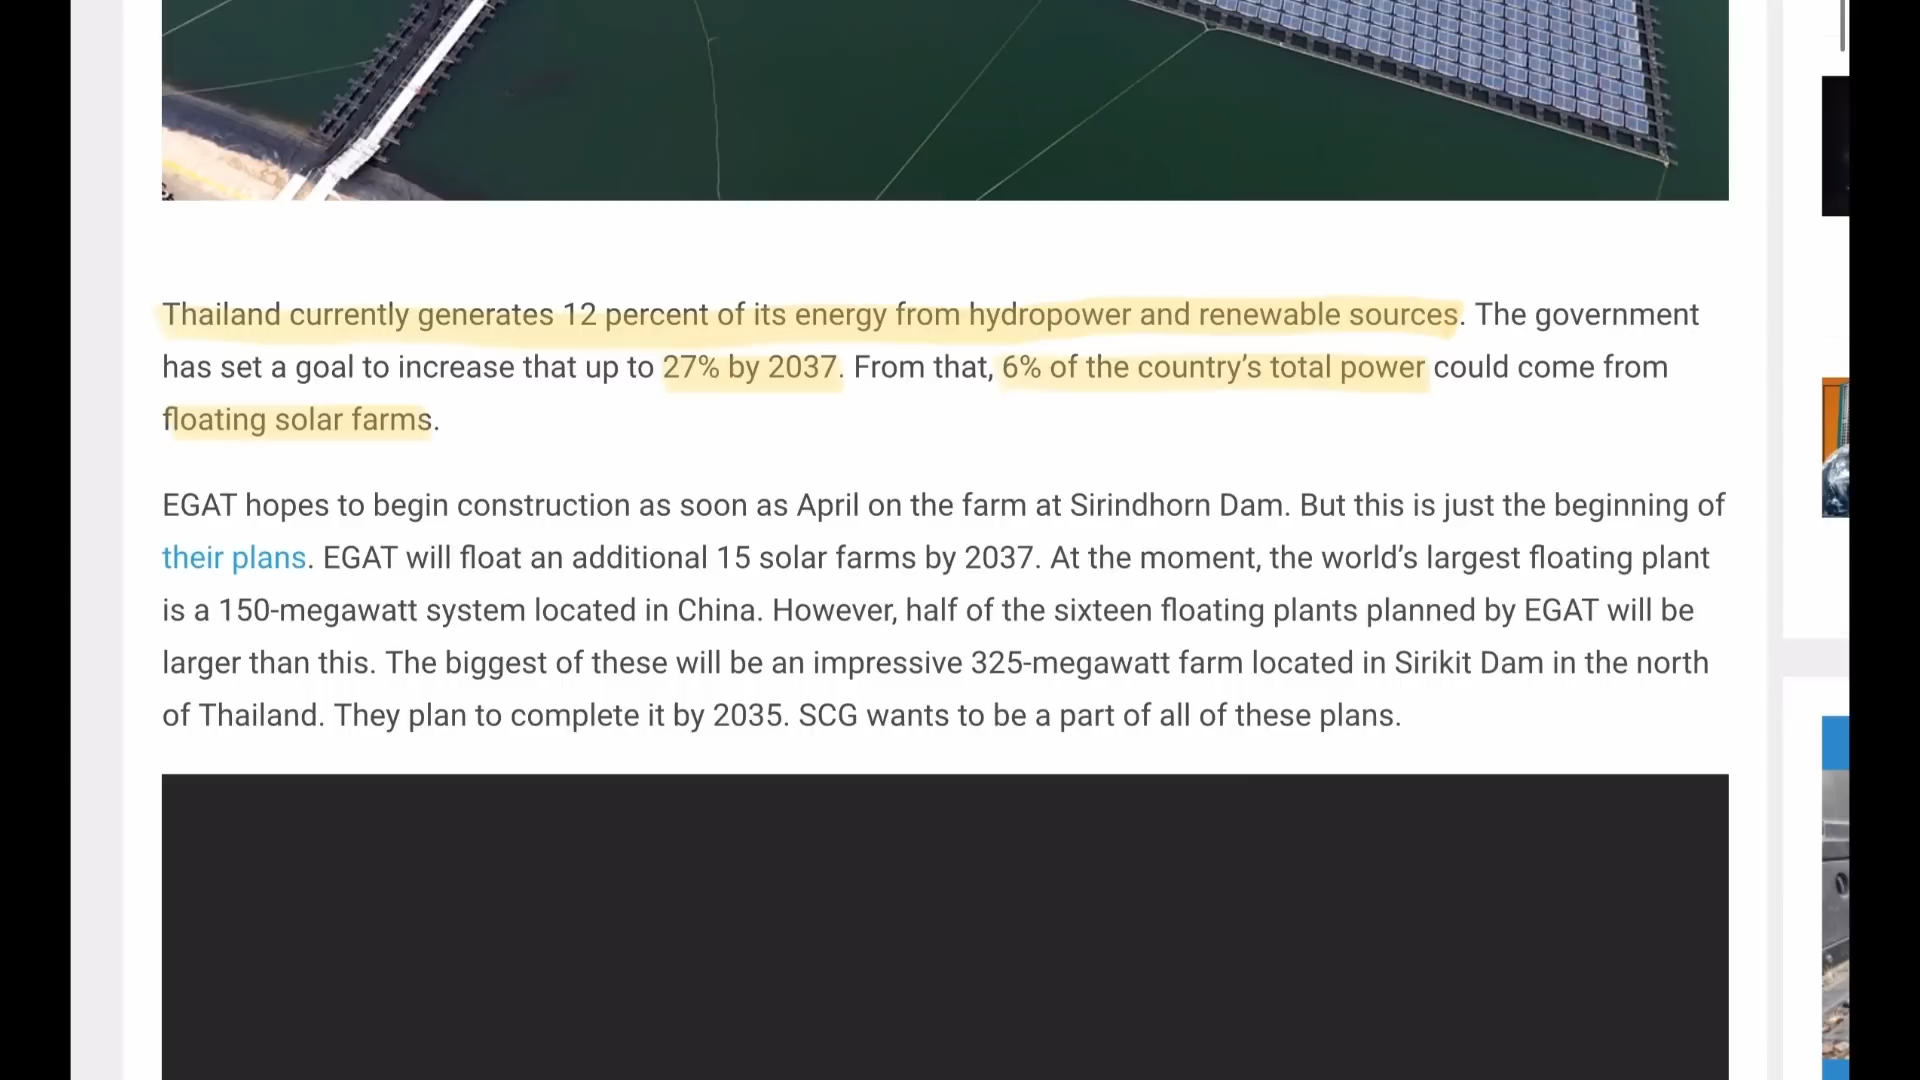 Thailand currently generates 12 percent of its energy from hydropower and renewable sources. The government
has set a goal to increase that up to 27% by 2037. From that, 6% of the country’s total power could come from
floating solar farms.
EGAT hopes to begin construction as soon as April on the farm at Sirindhorn Dam. But this is just the beginning of
their plans. EGAT will float an additional 15 solar farms by 2037. At the moment, the world’s largest floating plant
is a 150-megawatt system located in China. However, half of the sixteen floating plants planned by EGAT will be
larger than this. The biggest of these will be an impressive 325-megawatt farm located in Sirikit Dam in the north
of Thailand. They plan to complete it by 2035. SCG wants to be a part of all of these plans.